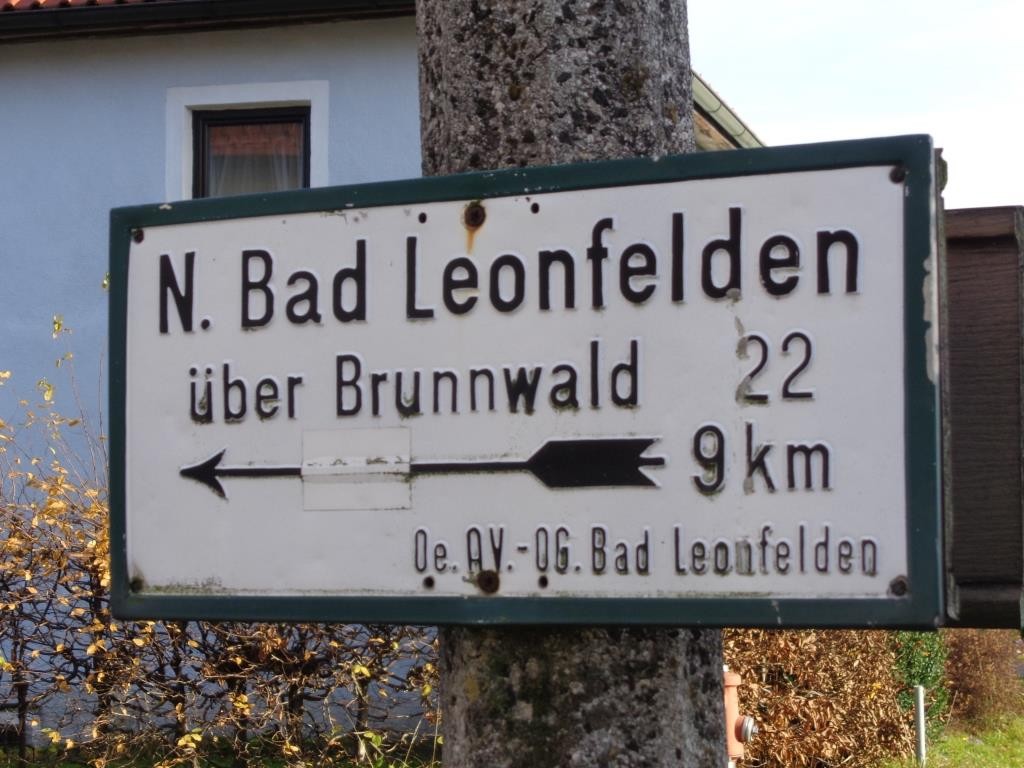 N. Bad Leonfelden
über Brunnwald 22
9 km
Oe.AV.-OG.Bad Leonfelden